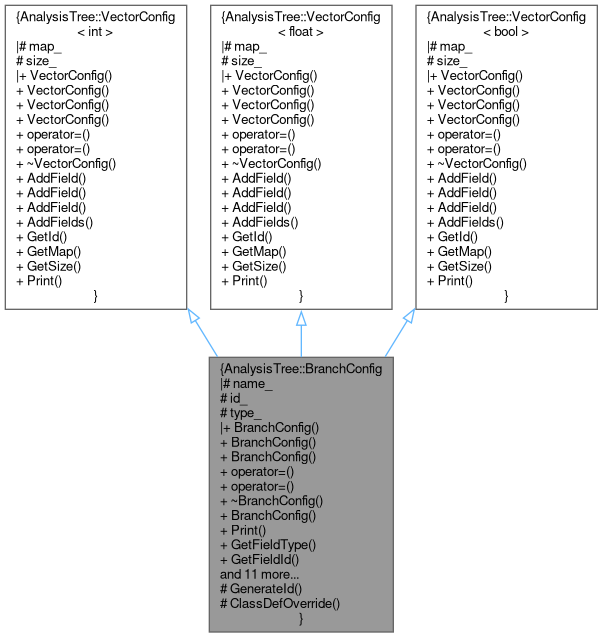 {AnalysisTree::VectorConfig
< int >
|# map_
# size_
|+ VectorConfig()
+ VectorConfig()
+ VectorConfig()
+ VectorConfig()
+ operator=()
+ operator=()
+ ~VectorConfig()
+ AddField()
+ AddField()
+ AddField()
+ AddFields()
+ GetId()
+ GetMap()
+ GetSize()
+ Print()
}
{AnalysisTree::VectorConfig
< float >
|# map_
# size_
|+ VectorConfig()
+ VectorConfig()
+ VectorConfig()
+ VectorConfig()
+ operator=()
+ operator=()
+ ~VectorConfig()
+ AddField()
+ AddField()
+ AddField()
+ AddFields()
+ GetId()
+ GetMap()
+ GetSize()
+ Print()
}
{AnalysisTree::VectorConfig
< bool >
|# map_
# size_
|+ VectorConfig()
+ VectorConfig()
+ VectorConfig()
+ VectorConfig()
+ operator=()
+ operator=()
+ ~VectorConfig()
+ AddField()
+ AddField()
+ AddField()
+ AddFields()
+ GetId()
+ GetMap()
+ GetSize()
+ Print()
}
{AnalysisTree::BranchConfig
|# name_
# id_
# type_
|+ BranchConfig()
+ BranchConfig()
+ BranchConfig()
+ operator=()
+ operator=()
+ ~BranchConfig()
+ BranchConfig()
+ Print()
+ GetFieldType()
+ GetFieldId()
and 11 more...
# GenerateId()
# ClassDefOverride()
}